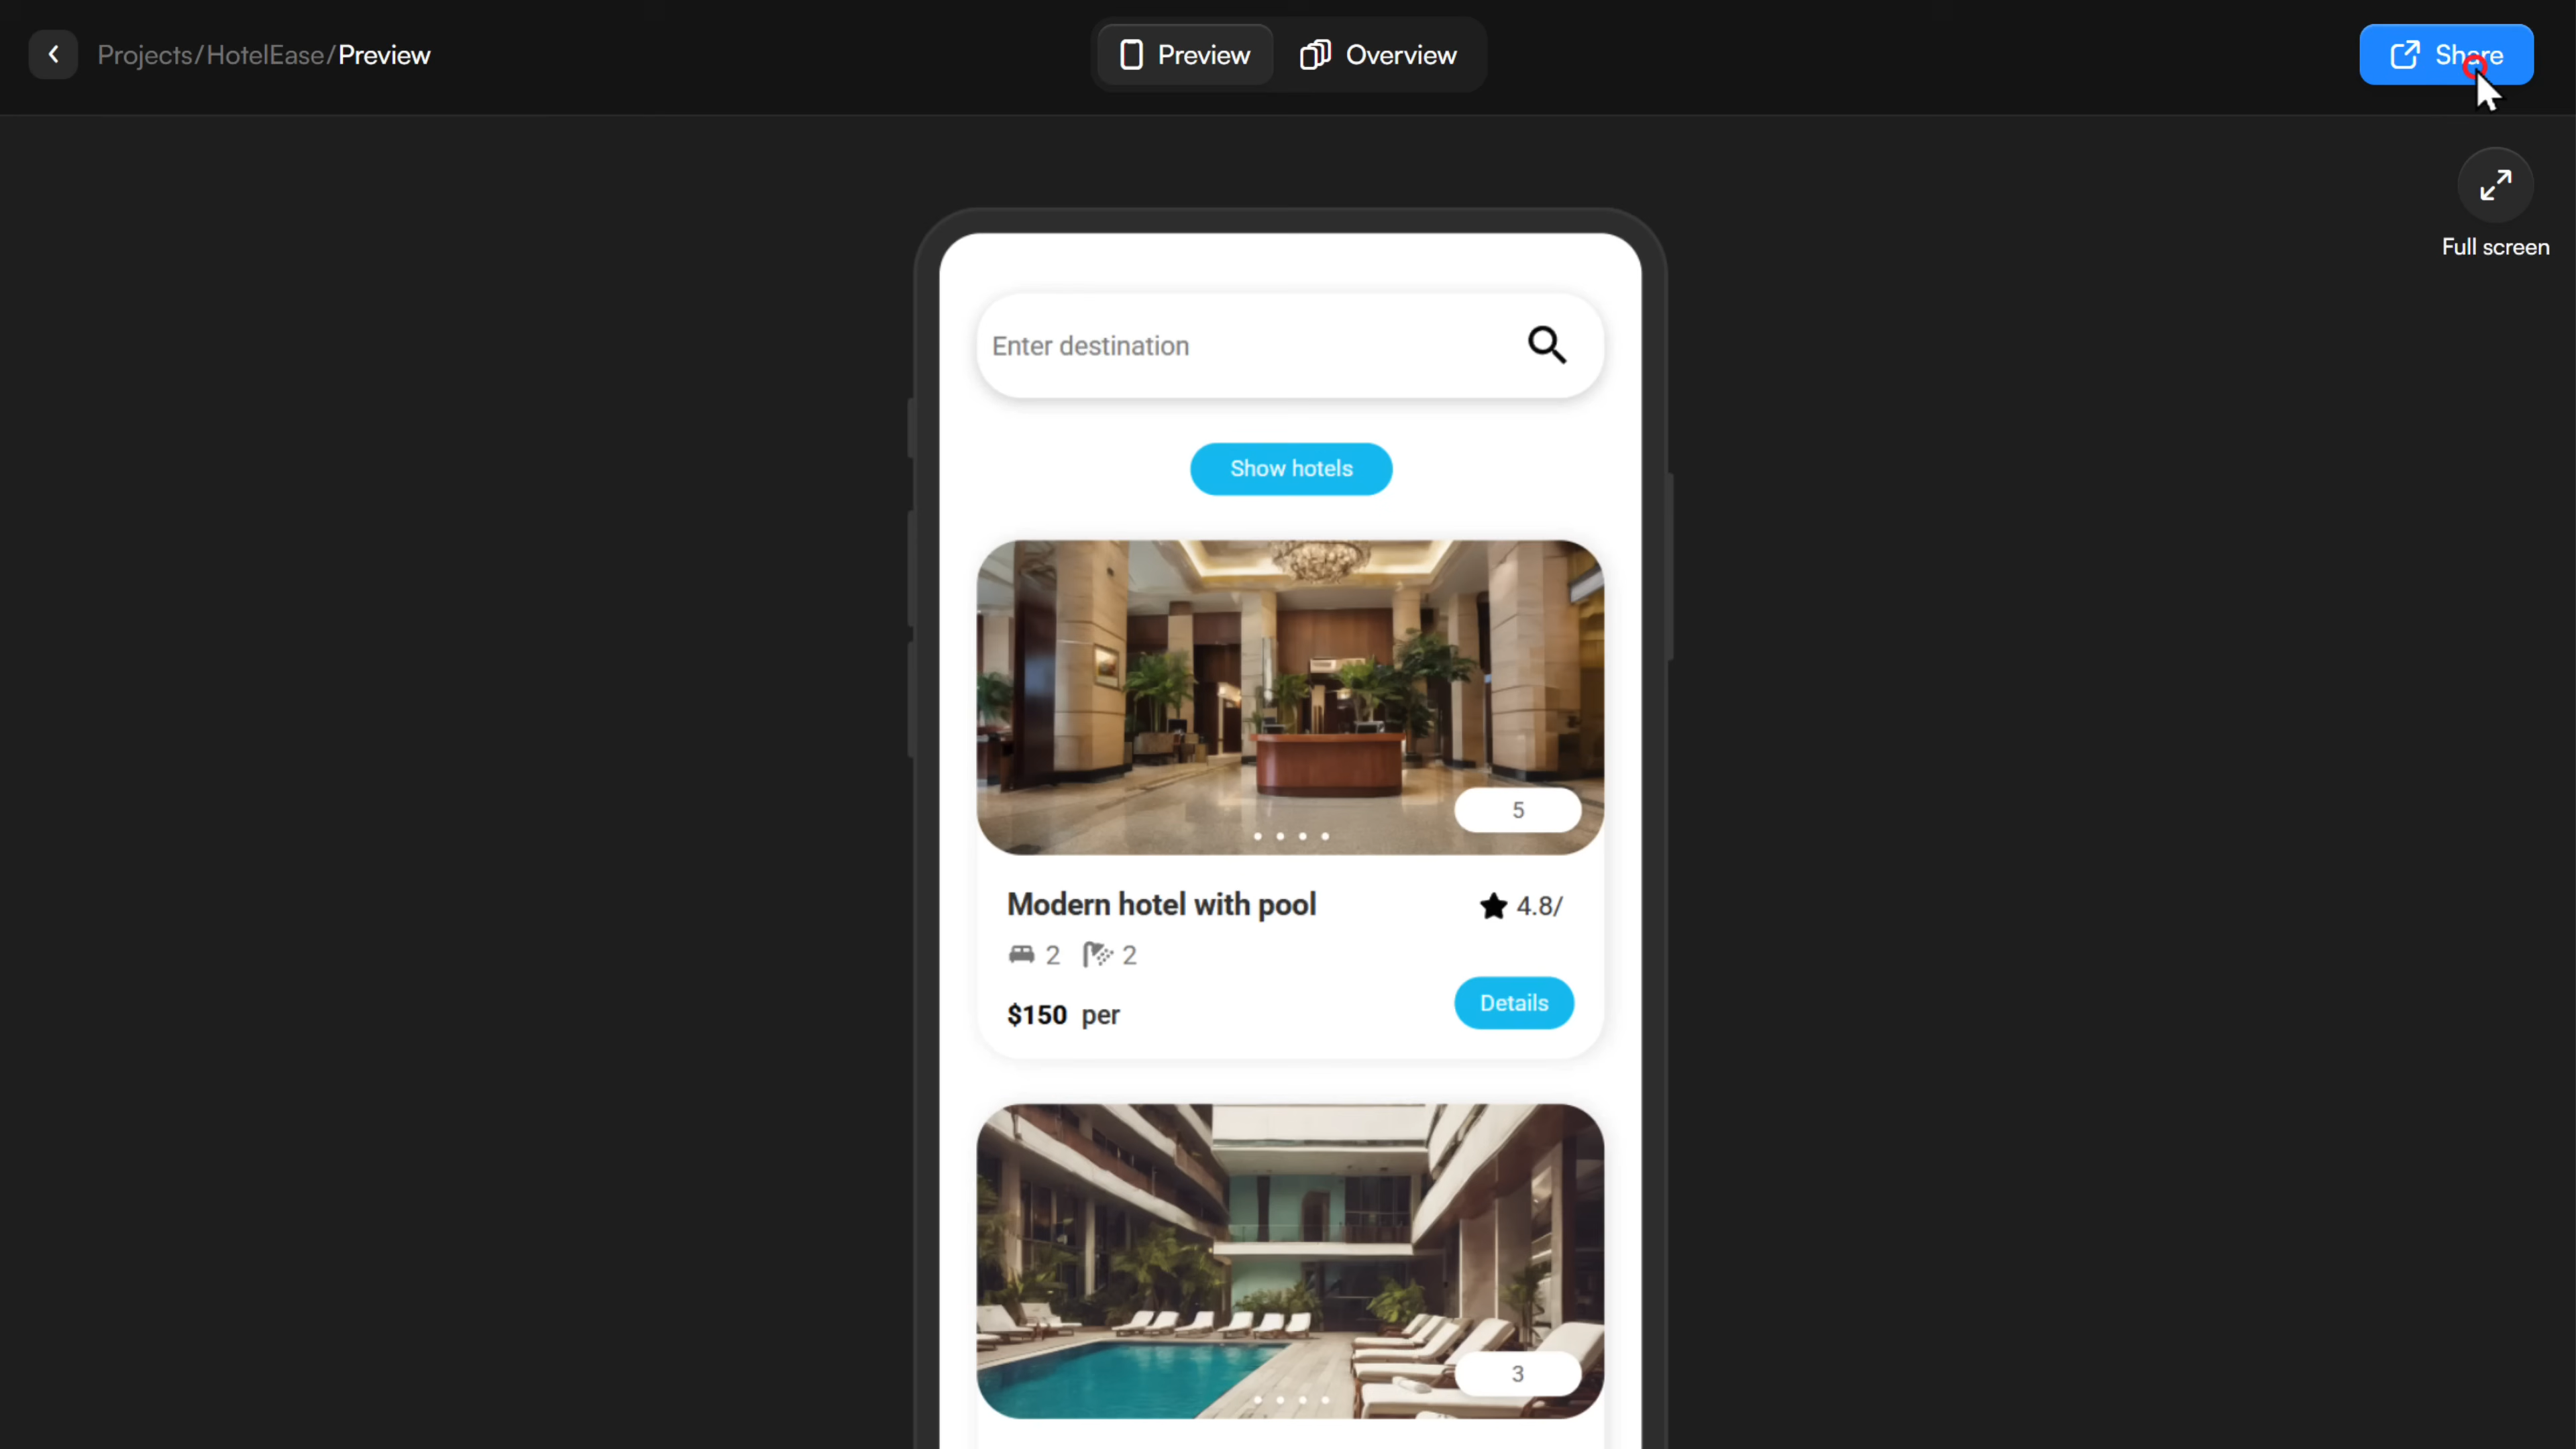 Projects/HotelEase/Preview
Preview
Overview
Share
Full screen
Enter destination
Show hotels
5
Modern hotel with pool
4.8/
2 2
$150 per
Details
3